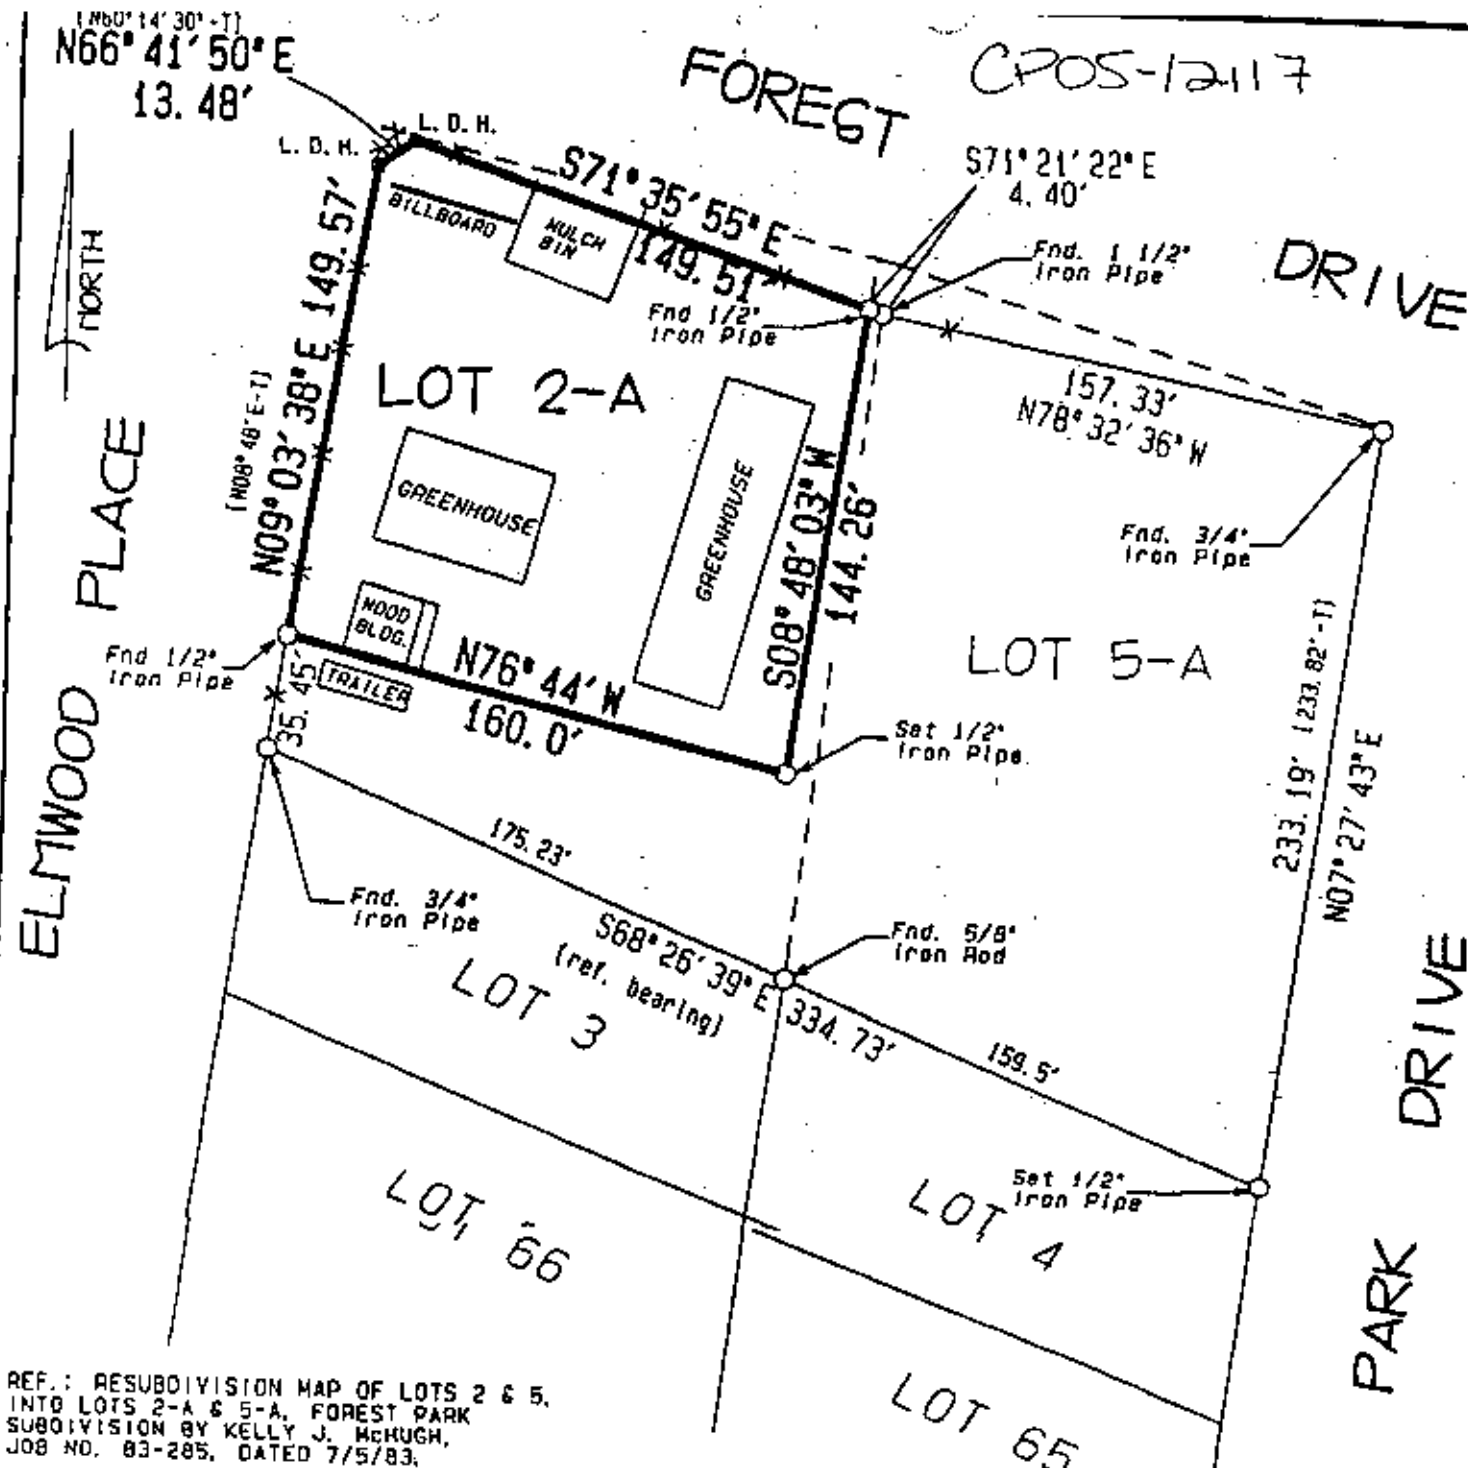 [N60°14'30"-T]
N66°41'50"E
13.48'
FOREST
CP05-12117
L.D.H.
L.D.H.
S71°35'55"E
149.51'
S71°21'22"E
4.40'
DRIVE
BILLBOARD
MULCH
BIN
Fnd. 1 1/2"
Iron Pipe
Fnd 1/2"
Iron Pipe
NORTH
N09°03'38"E 149.57'
[N08°48'E-T]
LOT 2-A
157.33'
N78°32'36"W
GREENHOUSE
GREENHOUSE
S08°48'03"W
144.26'
Fnd. 3/4"
Iron Pipe
ELMWOOD PLACE
WOOD
BLDG.
TRAILER
N76°44'W
160.0'
Fnd 1/2"
Iron Pipe
35.45'
LOT 5-A
Set 1/2"
Iron Pipe
233.19' [233.82'-T]
N07°27'43"E
175.23'
Fnd. 3/4"
Iron Pipe
S68°26'39"E 334.73'
(ref. bearing)
Fnd. 5/8"
Iron Rod
LOT 3
159.5'
PARK DRIVE
Set 1/2"
Iron Pipe
LOT 4
LOT 66
LOT 65
REF.: RESUBDIVISION MAP OF LOTS 2 & 5,
INTO LOTS 2-A & 5-A, FOREST PARK
SUBDIVISION BY KELLY J. McHUGH,
JOB NO. 83-285, DATED 7/5/83.